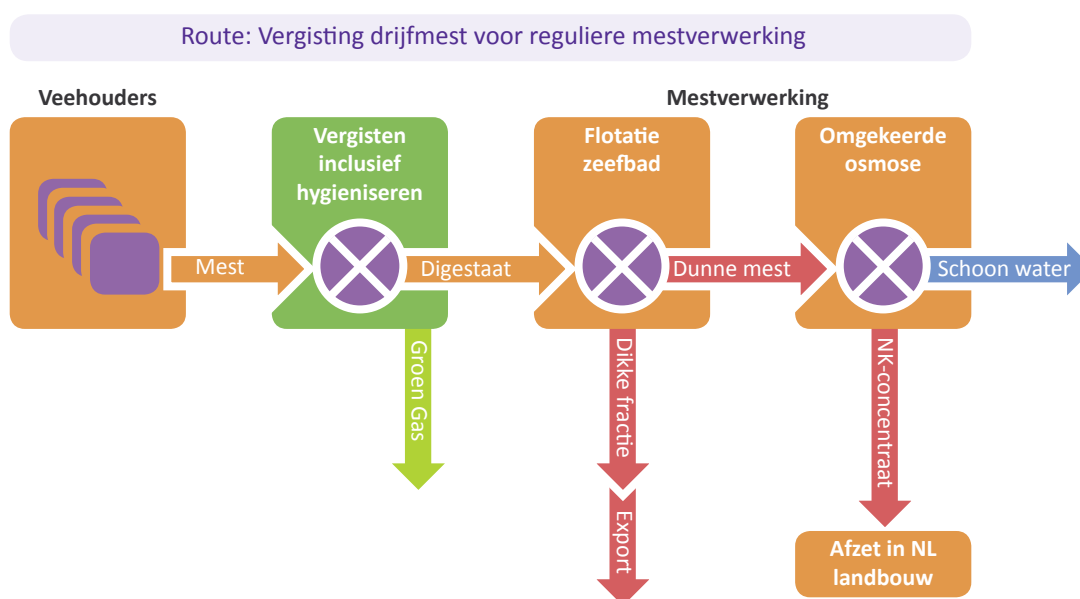 Route: Vergisting drijfmest voor reguliere mestverwerking
Veehouders
Mestverwerking
Vergisten
inclusief
hygieniseren
Flotatie
zeefbad
Omgekeerde
osmose
Mest
Digestaat
Dunne mest
Schoon water
Groen Gas
Dikke fractie
NK-concentraat
Export
Afzet in NL
landbouw